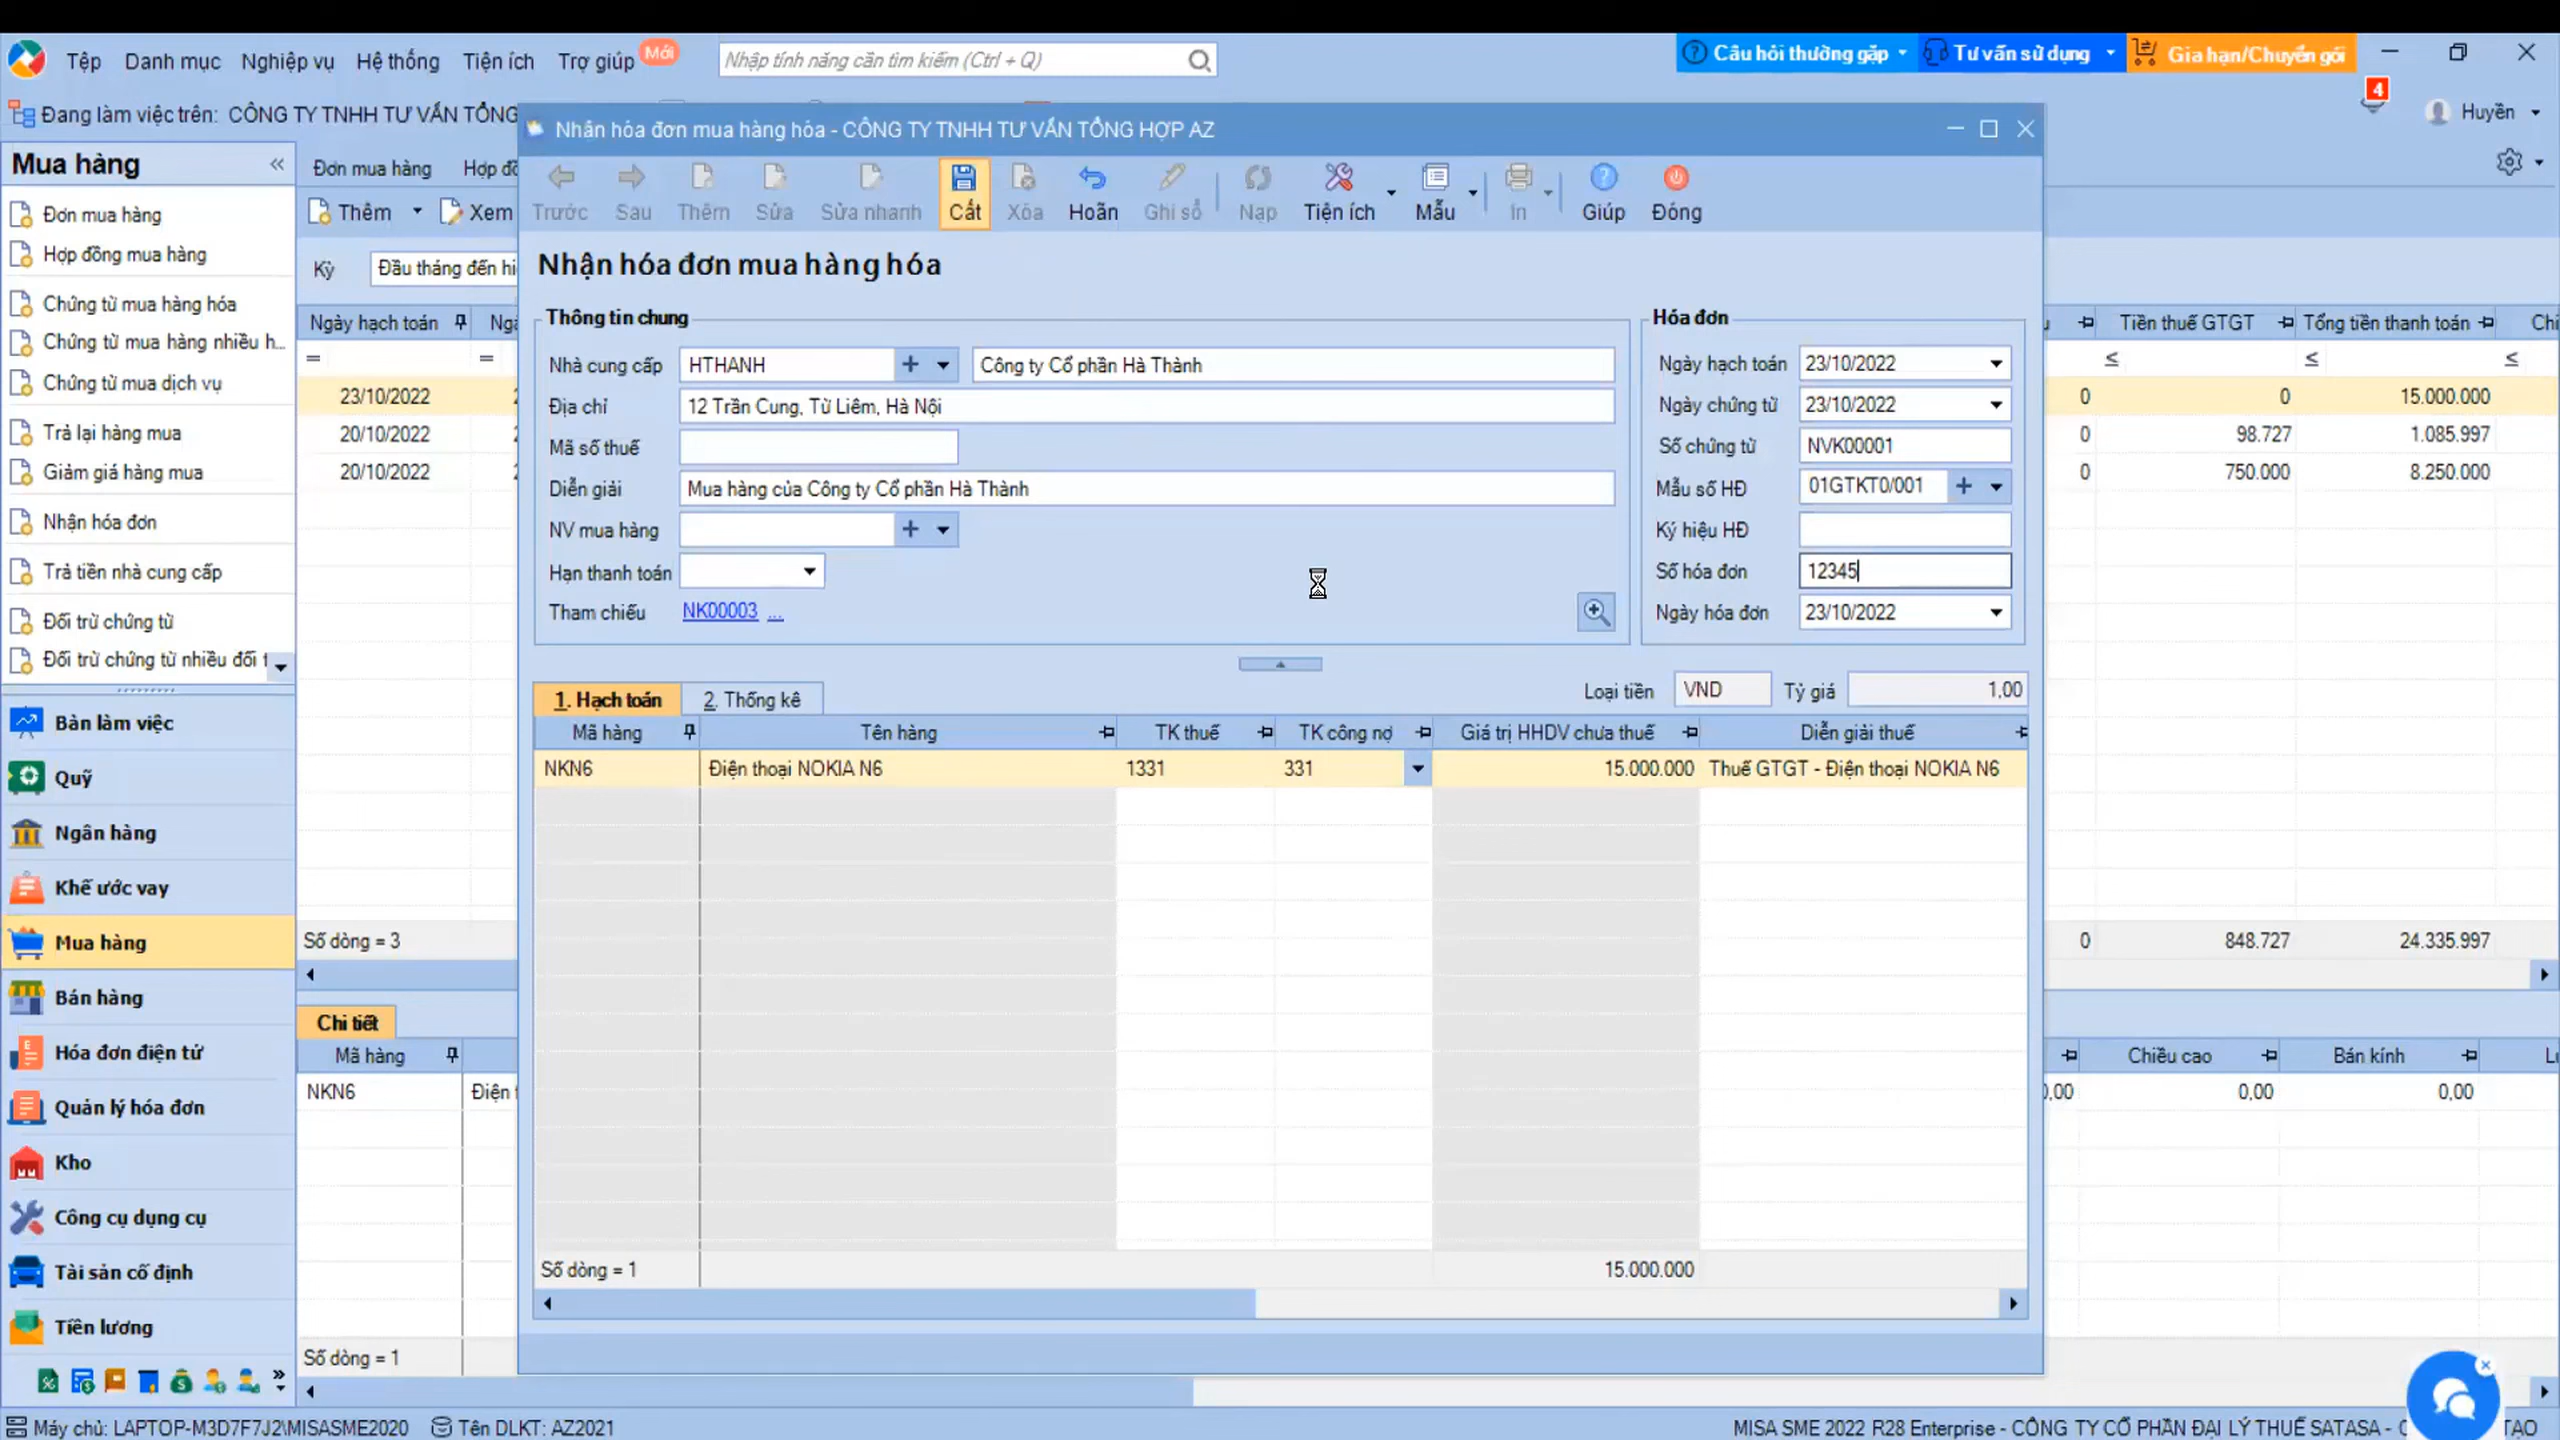 Tệp Danh mục Nghiệp vụ Hệ thống Tiện ích Trợ giúp Mới
Nhập tính năng cần tìm kiếm (Ctrl + Q)
Câu hỏi thường gặp Tư vấn sử dụng Gia hạn/Chuyển gói
Đang làm việc trên: CÔNG TY TNHH TƯ VẤN TỔNG
4
Huyền
Mua hàng
Đơn mua hàng
Hợp đồng mua hàng
Chứng từ mua hàng hóa
Chứng từ mua hàng nhiều h...
Chứng từ mua dịch vụ
Trả lại hàng mua
Giảm giá hàng mua
Nhận hóa đơn
Trả tiền nhà cung cấp
Đối trừ chứng từ
Đối trừ chứng từ nhiều đối t
Bàn làm việc
Quỹ
Ngân hàng
Khế ước vay
Mua hàng
Bán hàng
Hóa đơn điện tử
Quản lý hóa đơn
Kho
Công cụ dụng cụ
Tài sản cố định
Tiền lương
Đơn mua hàng Hợp đồ
Thêm Xem
Kỳ Đầu tháng đến hi
Ngày hạch toán Ngà
= =
23/10/2022 2
20/10/2022 2
20/10/2022 2
Số dòng = 3
Chi tiết
Mã hàng
NKN6 Điện t
Số dòng = 1
Nhận hóa đơn mua hàng hóa - CÔNG TY TNHH TƯ VẤN TỔNG HỢP AZ
Trước Sau Thêm Sửa Sửa nhanh Cất Xóa Hoãn Ghi sổ Nạp Tiện ích Mẫu In Giúp Đóng
Nhận hóa đơn mua hàng hóa
Thông tin chung
Nhà cung cấp HTHANH Công ty Cổ phần Hà Thành
Địa chỉ 12 Trần Cung, Từ Liêm, Hà Nội
Mã số thuế
Diễn giải Mua hàng của Công ty Cổ phần Hà Thành
NV mua hàng
Hạn thanh toán
Tham chiếu NK00003 ...
Hóa đơn
Ngày hạch toán 23/10/2022
Ngày chứng từ 23/10/2022
Số chứng từ NVK00001
Mẫu số HĐ 01GTKT0/001
Ký hiệu HĐ
Số hóa đơn 12345
Ngày hóa đơn 23/10/2022
1. Hạch toán 2. Thống kê Loại tiền VND Tỷ giá 1,00
Mã hàng Tên hàng TK thuế TK công nợ Giá trị HHDV chưa thuế Diễn giải thuế
NKN6 Điện thoại NOKIA N6 1331 331 15.000.000 Thuế GTGT - Điện thoại NOKIA N6
Số dòng = 1 15.000.000
Tiền thuế GTGT Tổng tiền thanh toán Chi
≤ ≤ ≤
0 0 15.000.000
0 98.727 1.085.997
0 750.000 8.250.000
0 848.727 24.335.997
Chiều cao Bán kính
0,00 0,00 0,00
Máy chủ: LAPTOP-M3D7F7J2\MISASME2020 Tên DLKT: AZ2021
MISA SME 2022 R28 Enterprise - CÔNG TY CỔ PHẦN ĐẠI LÝ THUẾ SATASA - C TẠO